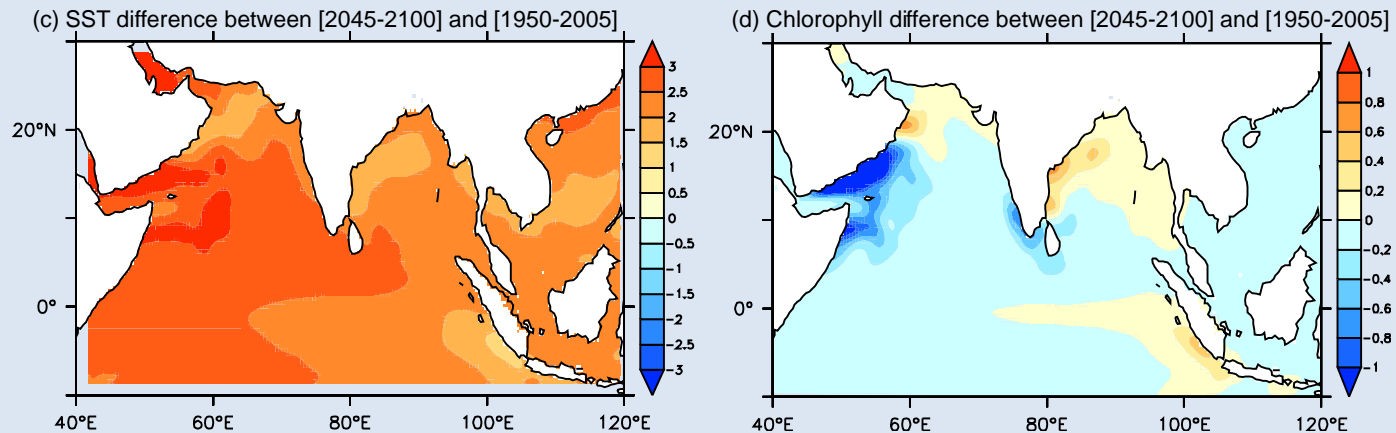 (c) SST difference between [2045-2100] and [1950-2005]
20°N
10°
0°
40°E
60°E
80°E
100°E
120°E
3
2.5
2
1.5
1
0.5
0
-0.5
-1
-1.5
-2
-2.5
-3
(d) Chlorophyll difference between [2045-2100] and [1950-2005]
20°N
10°
0°
40°E
60°E
80°E
100°E
120°E
1
0.8
0.6
0.4
0.2
0
-0.2
-0.4
-0.6
-0.8
-1